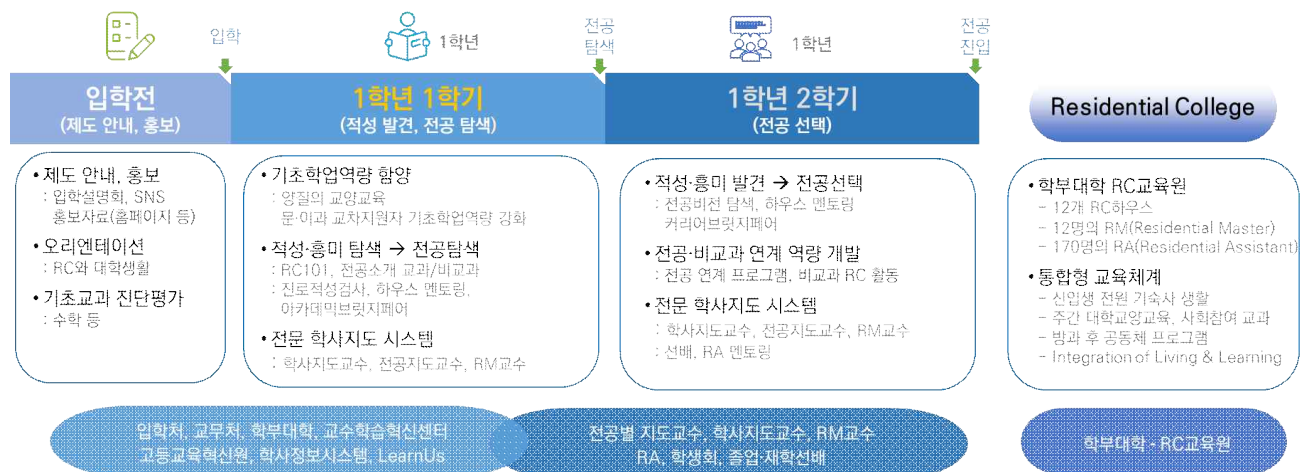 입학
1학년
전공
탐색
1학년
전공
진입
입학전
(제도 안내, 홍보)
1학년 1학기
(적성 발견, 전공 탐색)
1학년 2학기
(전공 선택)
Residential College
• 제도 안내, 홍보
: 입학설명회, SNS
홍보자료(홈페이지 등)
• 오리엔테이션
: RC와 대학생활
• 기초교과 진단평가
: 수학 등
• 기초학업역량 함양
: 양질의 교양교육
문·이과 교차지원자 기초학업역량 강화
• 적성·흥미 탐색 → 전공탐색
: RC101, 전공소개 교과/비교과
: 진로적성검사, 하우스 멘토링,
아카데믹브릿지페어
• 전문 학사지도 시스템
: 학사지도교수, 전공지도교수, RM교수
• 적성·흥미 발견 → 전공선택
: 전공비전 탐색, 하우스 멘토링
커리어브릿지페어
• 전공·비교과 연계 역량 개발
: 전공 연계 프로그램, 비교과 RC 활동
• 전문 학사지도 시스템
: 학사지도교수, 전공지도교수, RM교수
: 선배, RA 멘토링
• 학부대학 RC교육원
– 12개 RC하우스
– 12명의 RM(Residential Master)
– 170명의 RA(Residential Assistant)
• 통합형 교육체계
– 신입생 전원 기숙사 생활
– 주간 대학교양교육, 사회참여 교과
– 방과 후 공동체 프로그램
– Integration of Living & Learning
입학처, 교무처, 학부대학, 교수학습혁신센터
고등교육혁신원, 학사정보시스템, LearnUs
전공별 지도교수, 학사지도교수, RM교수
RA, 학생회, 졸업·재학선배
학부대학 - RC교육원